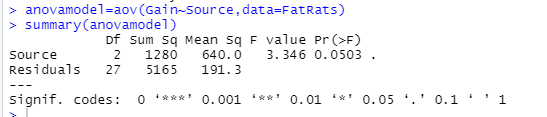 > anovamodel=aov(Gain~Source,data=FatRats)
> summary(anovamodel)
            Df Sum Sq Mean Sq F value Pr(>F)
Source       2   1280   640.0   3.346 0.0503 .
Residuals   27   5165   191.3
---
Signif. codes:  0 ‘***’ 0.001 ‘**’ 0.01 ‘*’ 0.05 ‘.’ 0.1 ‘ ’ 1
>